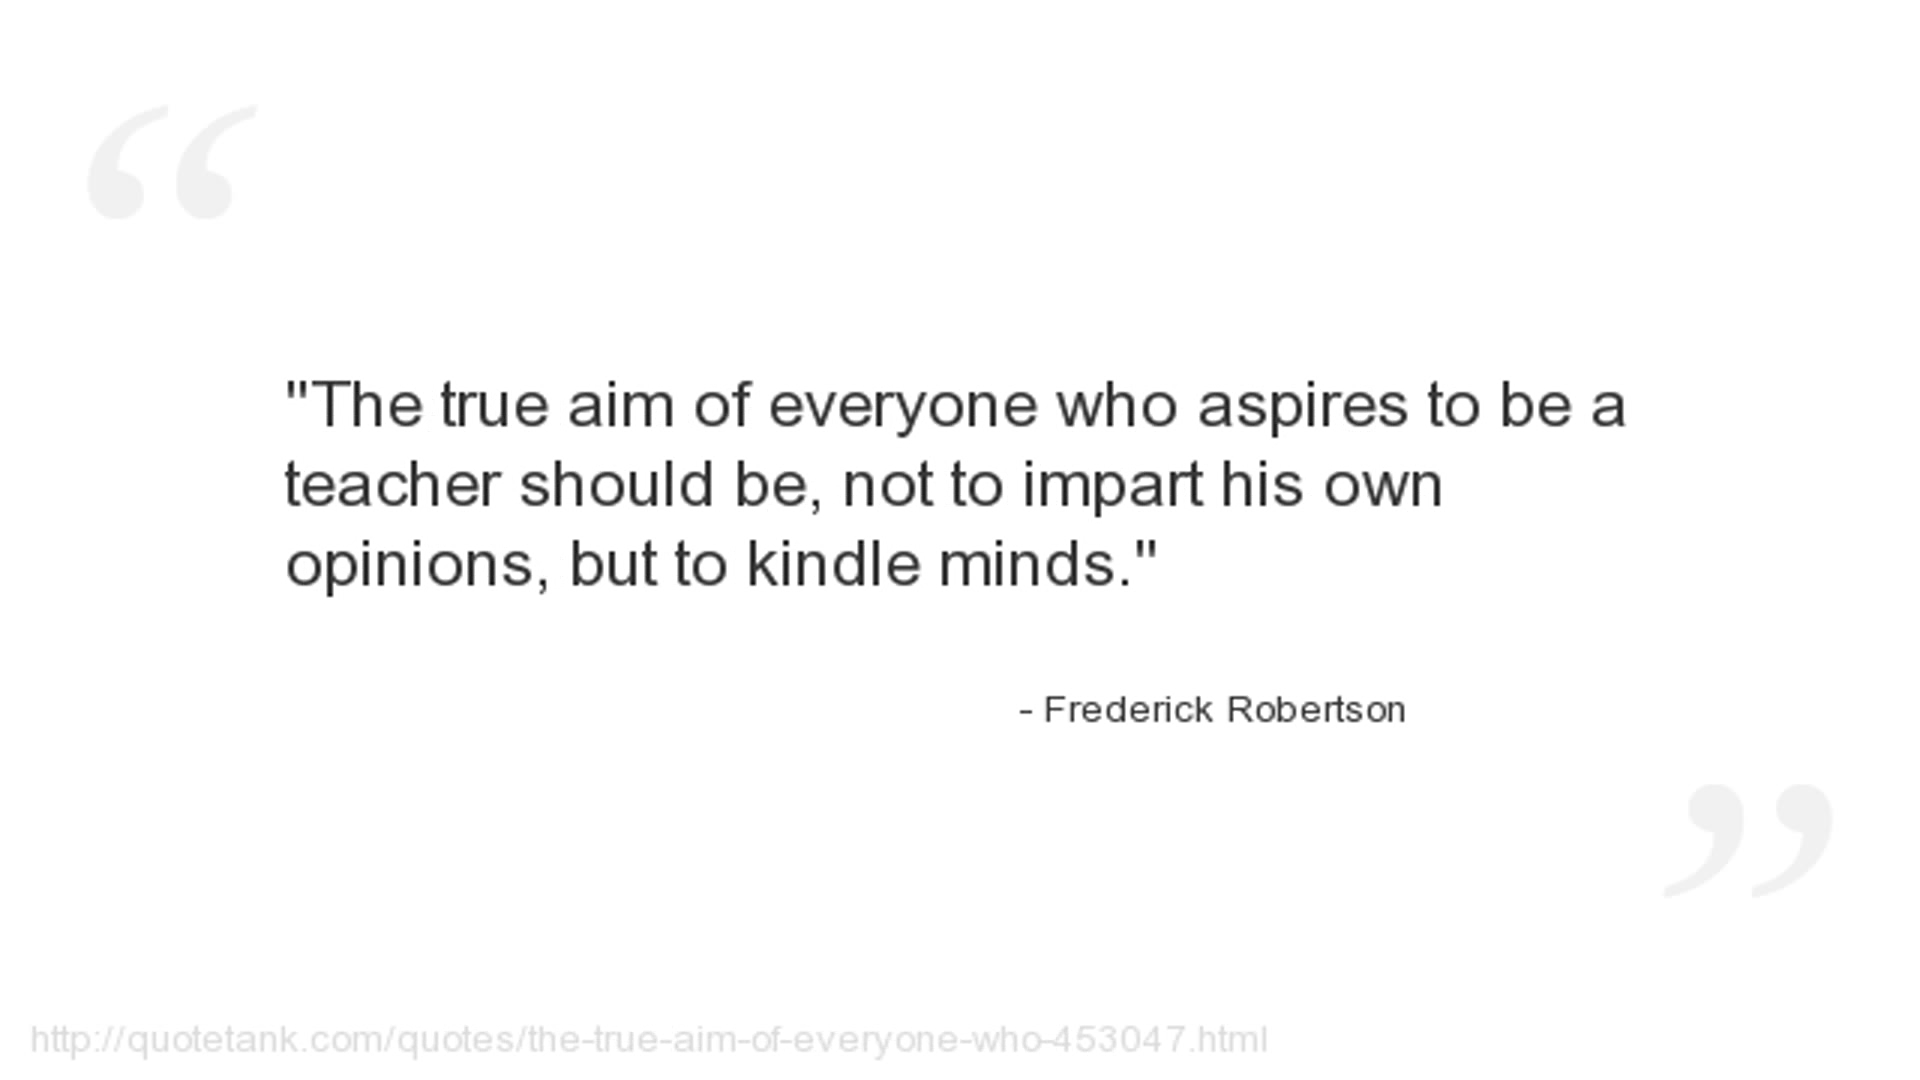 "The true aim of everyone who aspires to be a
teacher should be, not to impart his own
opinions, but to kindle minds."
- Frederick Robertson
http://quotetank.com/quotes/the-true-aim-of-everyone-who-453047.html